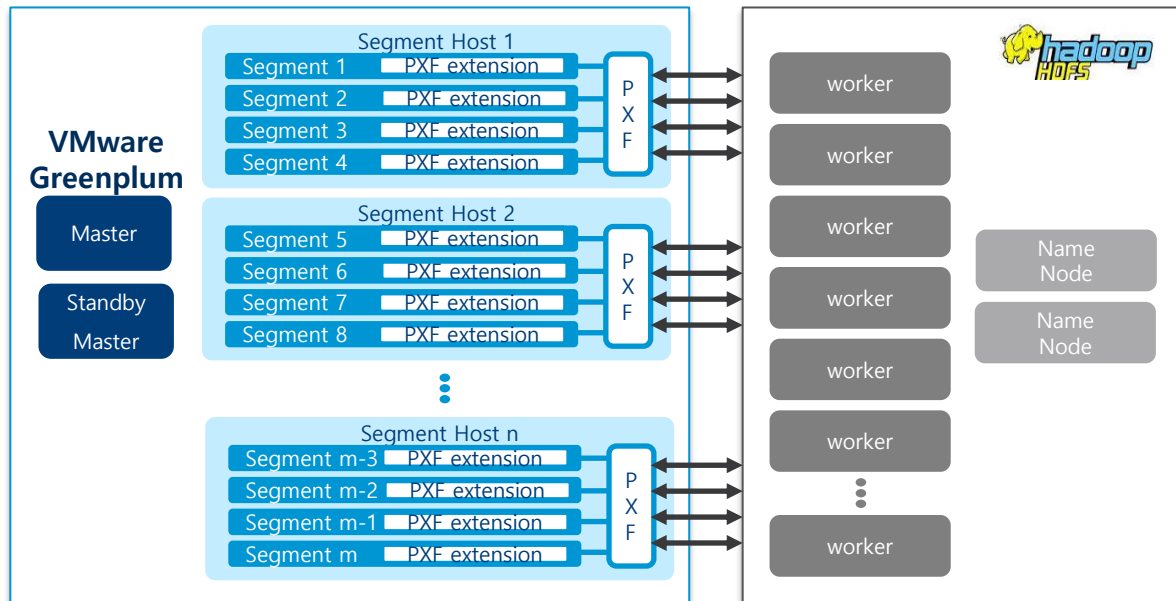 VMware
Greenplum
Master
Standby
Master
Segment Host 1
Segment 1 PXF extension
Segment 2 PXF extension
Segment 3 PXF extension
Segment 4 PXF extension
P
X
F
Segment Host 2
Segment 5 PXF extension
Segment 6 PXF extension
Segment 7 PXF extension
Segment 8 PXF extension
P
X
F
Segment Host n
Segment m-3 PXF extension
Segment m-2 PXF extension
Segment m-1 PXF extension
Segment m PXF extension
P
X
F
hadoop
HDFS
worker
worker
worker
worker
worker
worker
worker
Name
Node
Name
Node